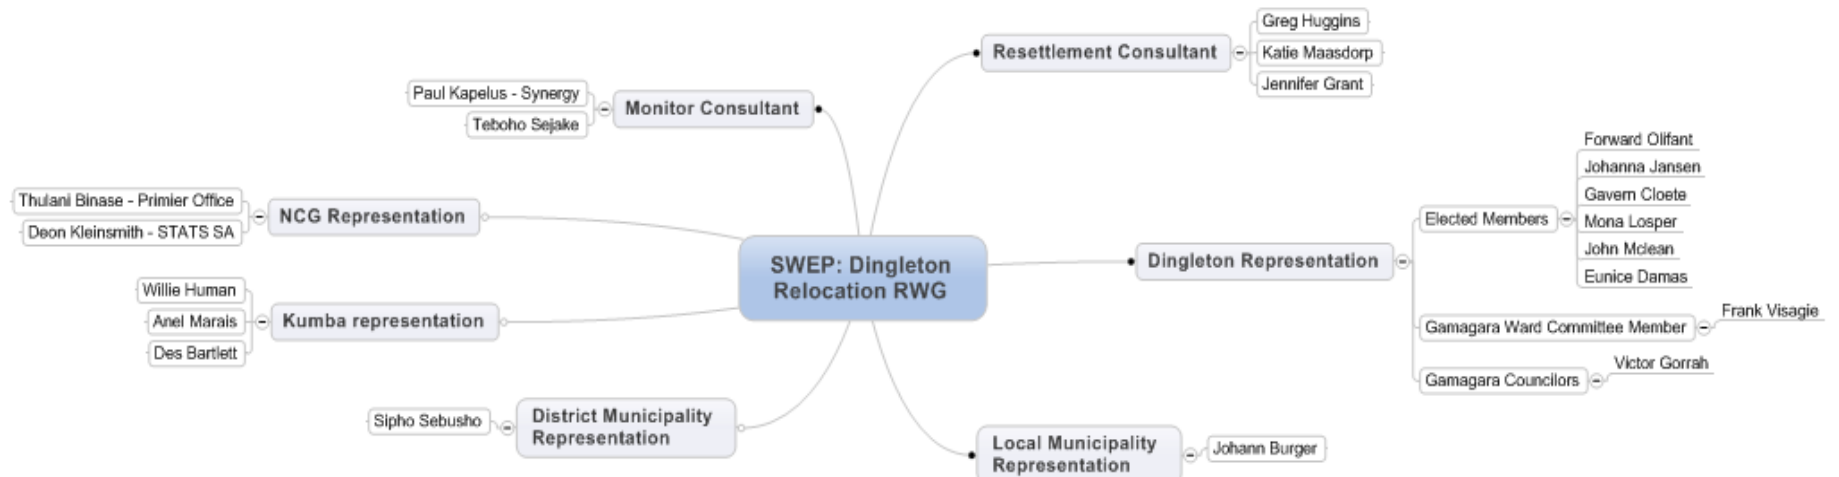 Greg Huggins
Resettlement Consultant
Katie Maasdorp
Jennifer Grant
Paul Kapelus - Synergy
Monitor Consultant
Teboho Sejake
Forward Olifant
Johanna Jansen
Gavern Cloete
Elected Members
Mona Losper
John Mclean
Eunice Damas
Thulani Binase - Primier Office
NCG Representation
Deon Kleinsmith - STATS SA
SWEP: Dingleton
Relocation RWG
Dingleton Representation
Willie Human
Anel Marais
Kumba representation
Des Bartlett
Gamagara Ward Committee Member
Frank Visagie
Gamagara Councilors
Victor Gorrah
Sipho Sebusho
District Municipality
Representation
Local Municipality
Representation
Johann Burger